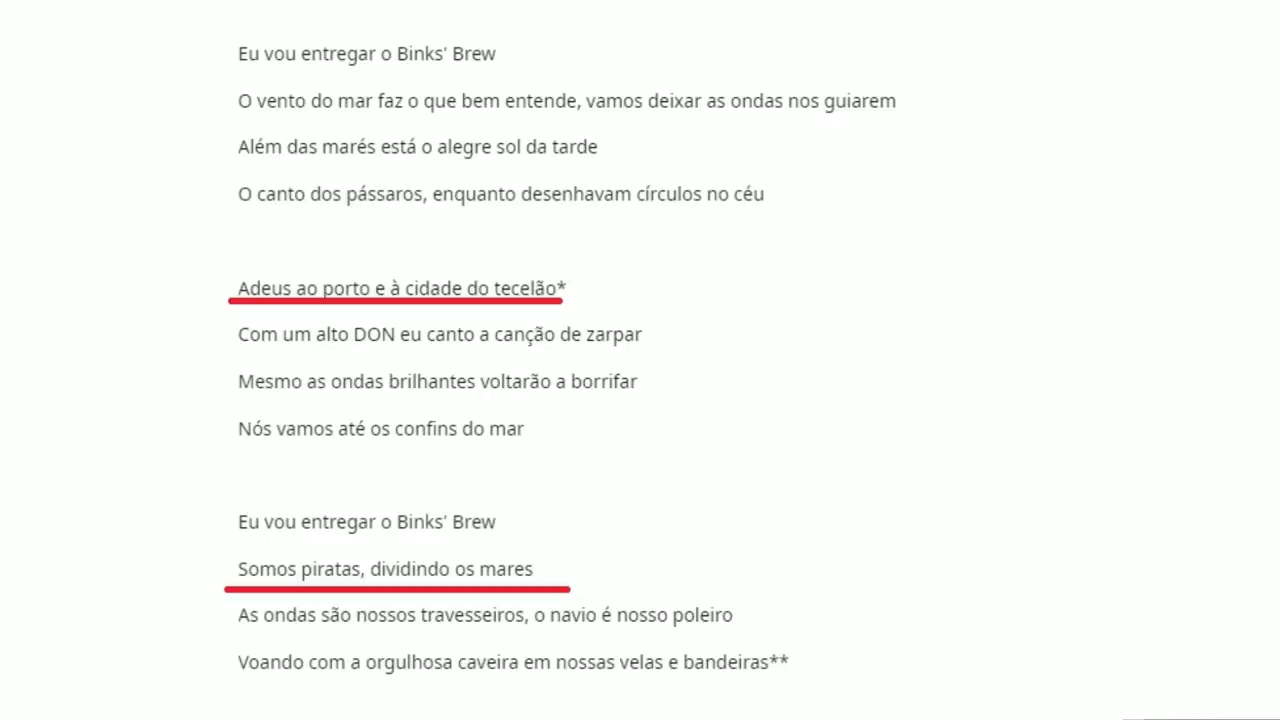 Eu vou entregar o Binks' Brew
O vento do mar faz o que bem entende, vamos deixar as ondas nos guiarem
Além das marés está o alegre sol da tarde
O canto dos pássaros, enquanto desenhavam círculos no céu
Adeus ao porto e à cidade do tecelão*
Com um alto DON eu canto a canção de zarpar
Mesmo as ondas brilhantes voltarão a borrifar
Nós vamos até os confins do mar
Eu vou entregar o Binks' Brew
Somos piratas, dividindo os mares
As ondas são nossos travesseiros, o navio é nosso poleiro
Voando com a orgulhosa caveira em nossas velas e bandeiras**